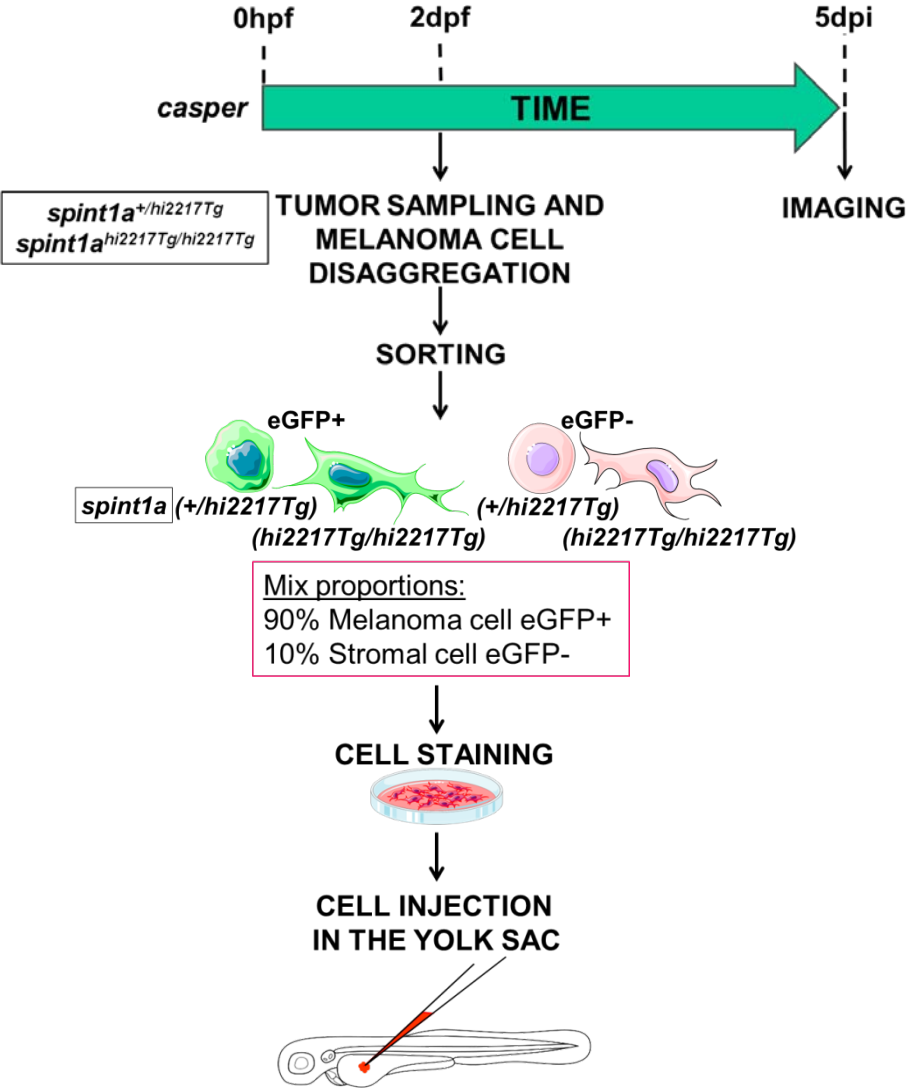 0hpf 2dpf 5dpi
casper TIME
spint1a+/hi2217Tg
spint1ahi2217Tg/hi2217Tg
TUMOR SAMPLING AND
MELANOMA CELL
DISAGGREGATION
IMAGING
SORTING
eGFP+ eGFP-
spint1a (+/hi2217Tg) (+/hi2217Tg)
(hi2217Tg/hi2217Tg) (hi2217Tg/hi2217Tg)
Mix proportions:
90% Melanoma cell eGFP+
10% Stromal cell eGFP-
CELL STAINING
CELL INJECTION
IN THE YOLK SAC